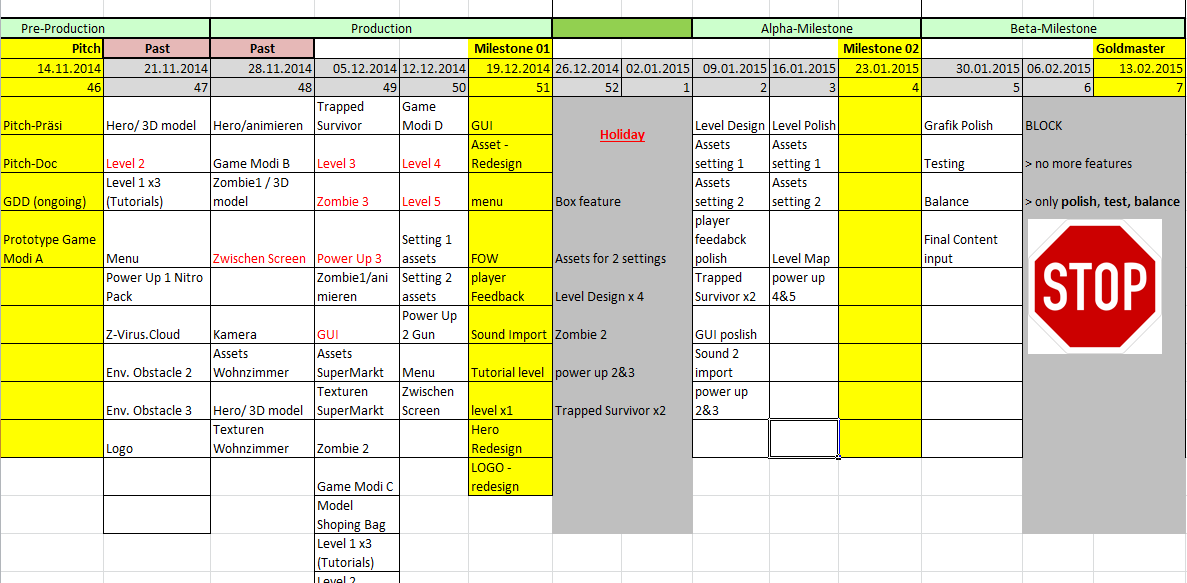 Pre-Production Production Alpha-Milestone Beta-Milestone
Pitch Past Past Milestone 01 Milestone 02 Goldmaster
14.11.2014 21.11.2014 28.11.2014 05.12.2014 12.12.2014 19.12.2014 26.12.2014 02.01.2015 09.01.2015 16.01.2015 23.01.2015 30.01.2015 06.02.2015 13.02.2015
46 47 48 49 50 51 52 1 2 3 4 5 6 7
Trapped Game
Pitch-Präsi Hero/ 3D model Hero/animieren Survivor Modi D GUI Holiday Level Design Level Polish Grafik Polish BLOCK
Asset - Assets Assets
Pitch-Doc Level 2 Game Modi B Level 3 Level 4 Redesign setting 1 setting 1 Testing > no more features
Level 1 x3 Zombie1 / 3D Assets Assets
GDD (ongoing) (Tutorials) model Zombie 3 Level 5 menu Box feature setting 2 setting 2 Balance > only polish, test, balance
player
Prototype Game Setting 1 feedabck Final Content
Modi A Menu Zwischen Screen Power Up 3 assets FOW Assets for 2 settings polish Level Map input
Power Up 1 Nitro Zombie1/ani Setting 2 player Trapped power up
Pack mieren assets Feedback Level Design x 4 Survivor x2 4&5 STOP
Power Up
Z-Virus.Cloud Kamera GUI 2 Gun Sound Import Zombie 2 GUI poslish
Assets Assets Sound 2
Env. Obstacle 2 Wohnzimmer SuperMarkt Menu Tutorial level power up 2&3 import
Texturen Zwischen power up
Env. Obstacle 3 Hero/ 3D model SuperMarkt Screen level x1 Trapped Survivor x2 2&3
Texturen Hero
Logo Wohnzimmer Zombie 2 Redesign
LOGO -
Game Modi C redesign
Model
Shoping Bag
Level 1 x3
(Tutorials)
Level 2